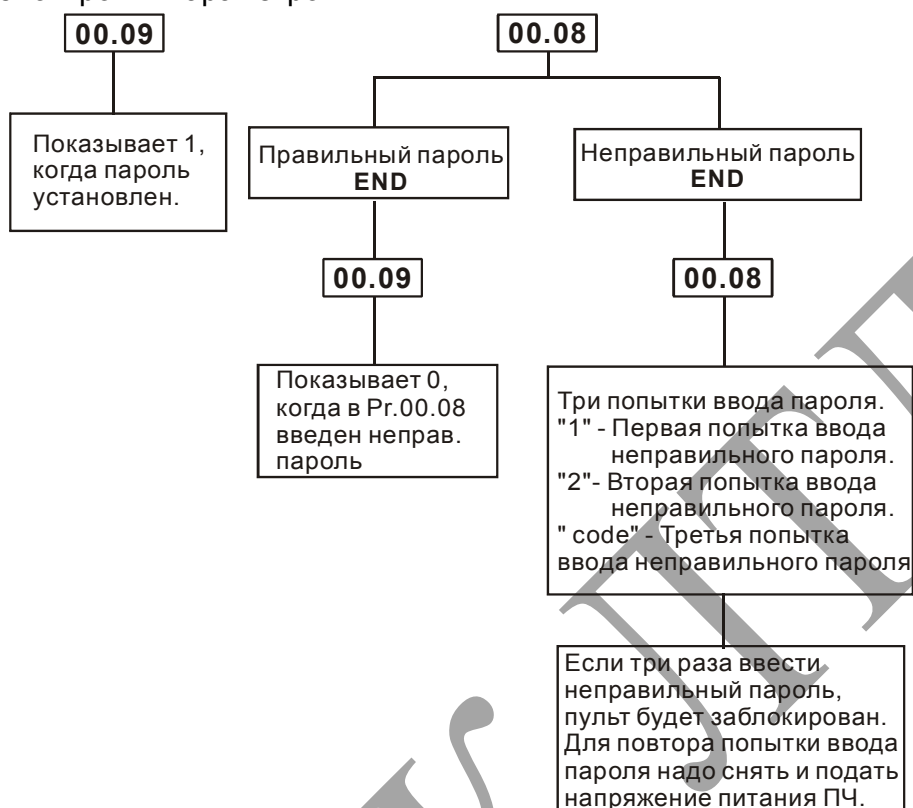 00.09
Показывает 1,
когда пароль
установлен.
00.08
Правильный пароль
END
00.09
Показывает 0,
когда в Pr.00.08
введен неправ.
пароль
Неправильный пароль
END
00.08
Три попытки ввода пароля.
"1" - Первая попытка ввода
неправильного пароля.
"2"- Вторая попытка ввода
неправильного пароля.
" code" - Третья попытка
ввода неправильного пароля
Если три раза ввести
неправильный пароль,
пульт будет заблокирован.
Для повтора попытки ввода
пароля надо снять и подать
напряжение питания ПЧ.